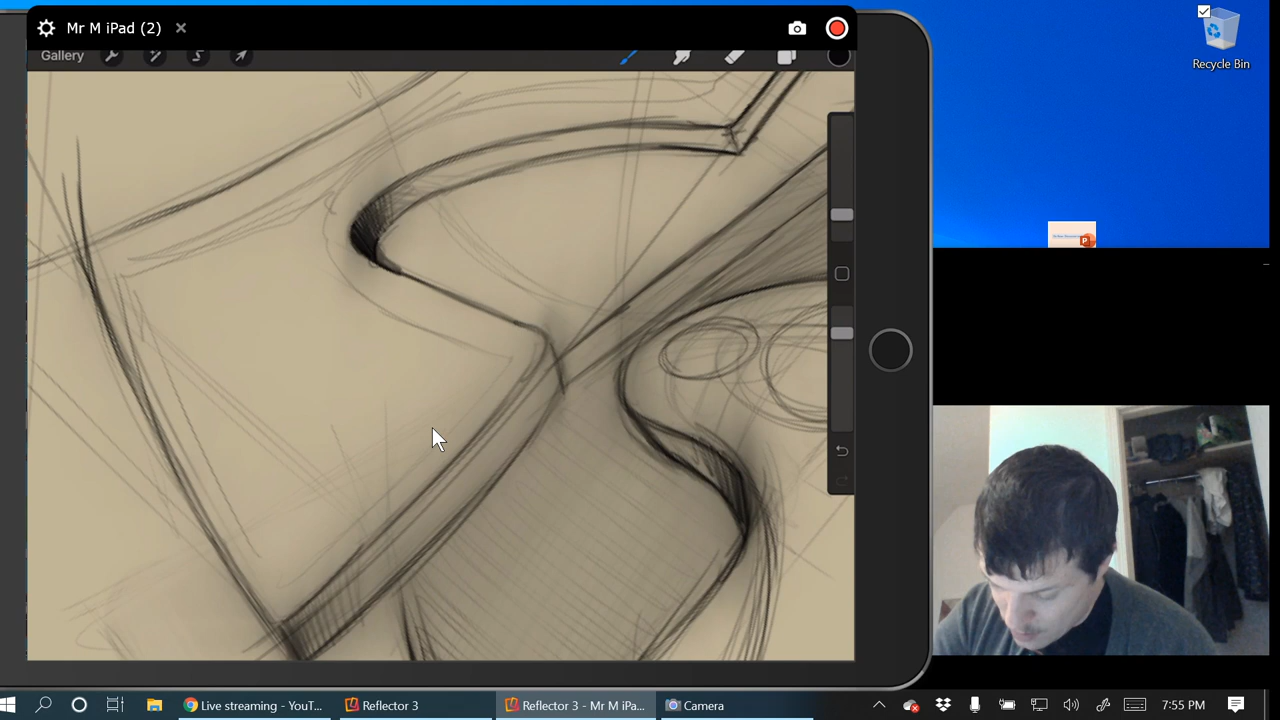 Mr M iPad (2)
Gallery
Recycle Bin
Live streaming - YouT...
Reflector 3
Reflector 3 - Mr M iPa...
Camera
7:55 PM